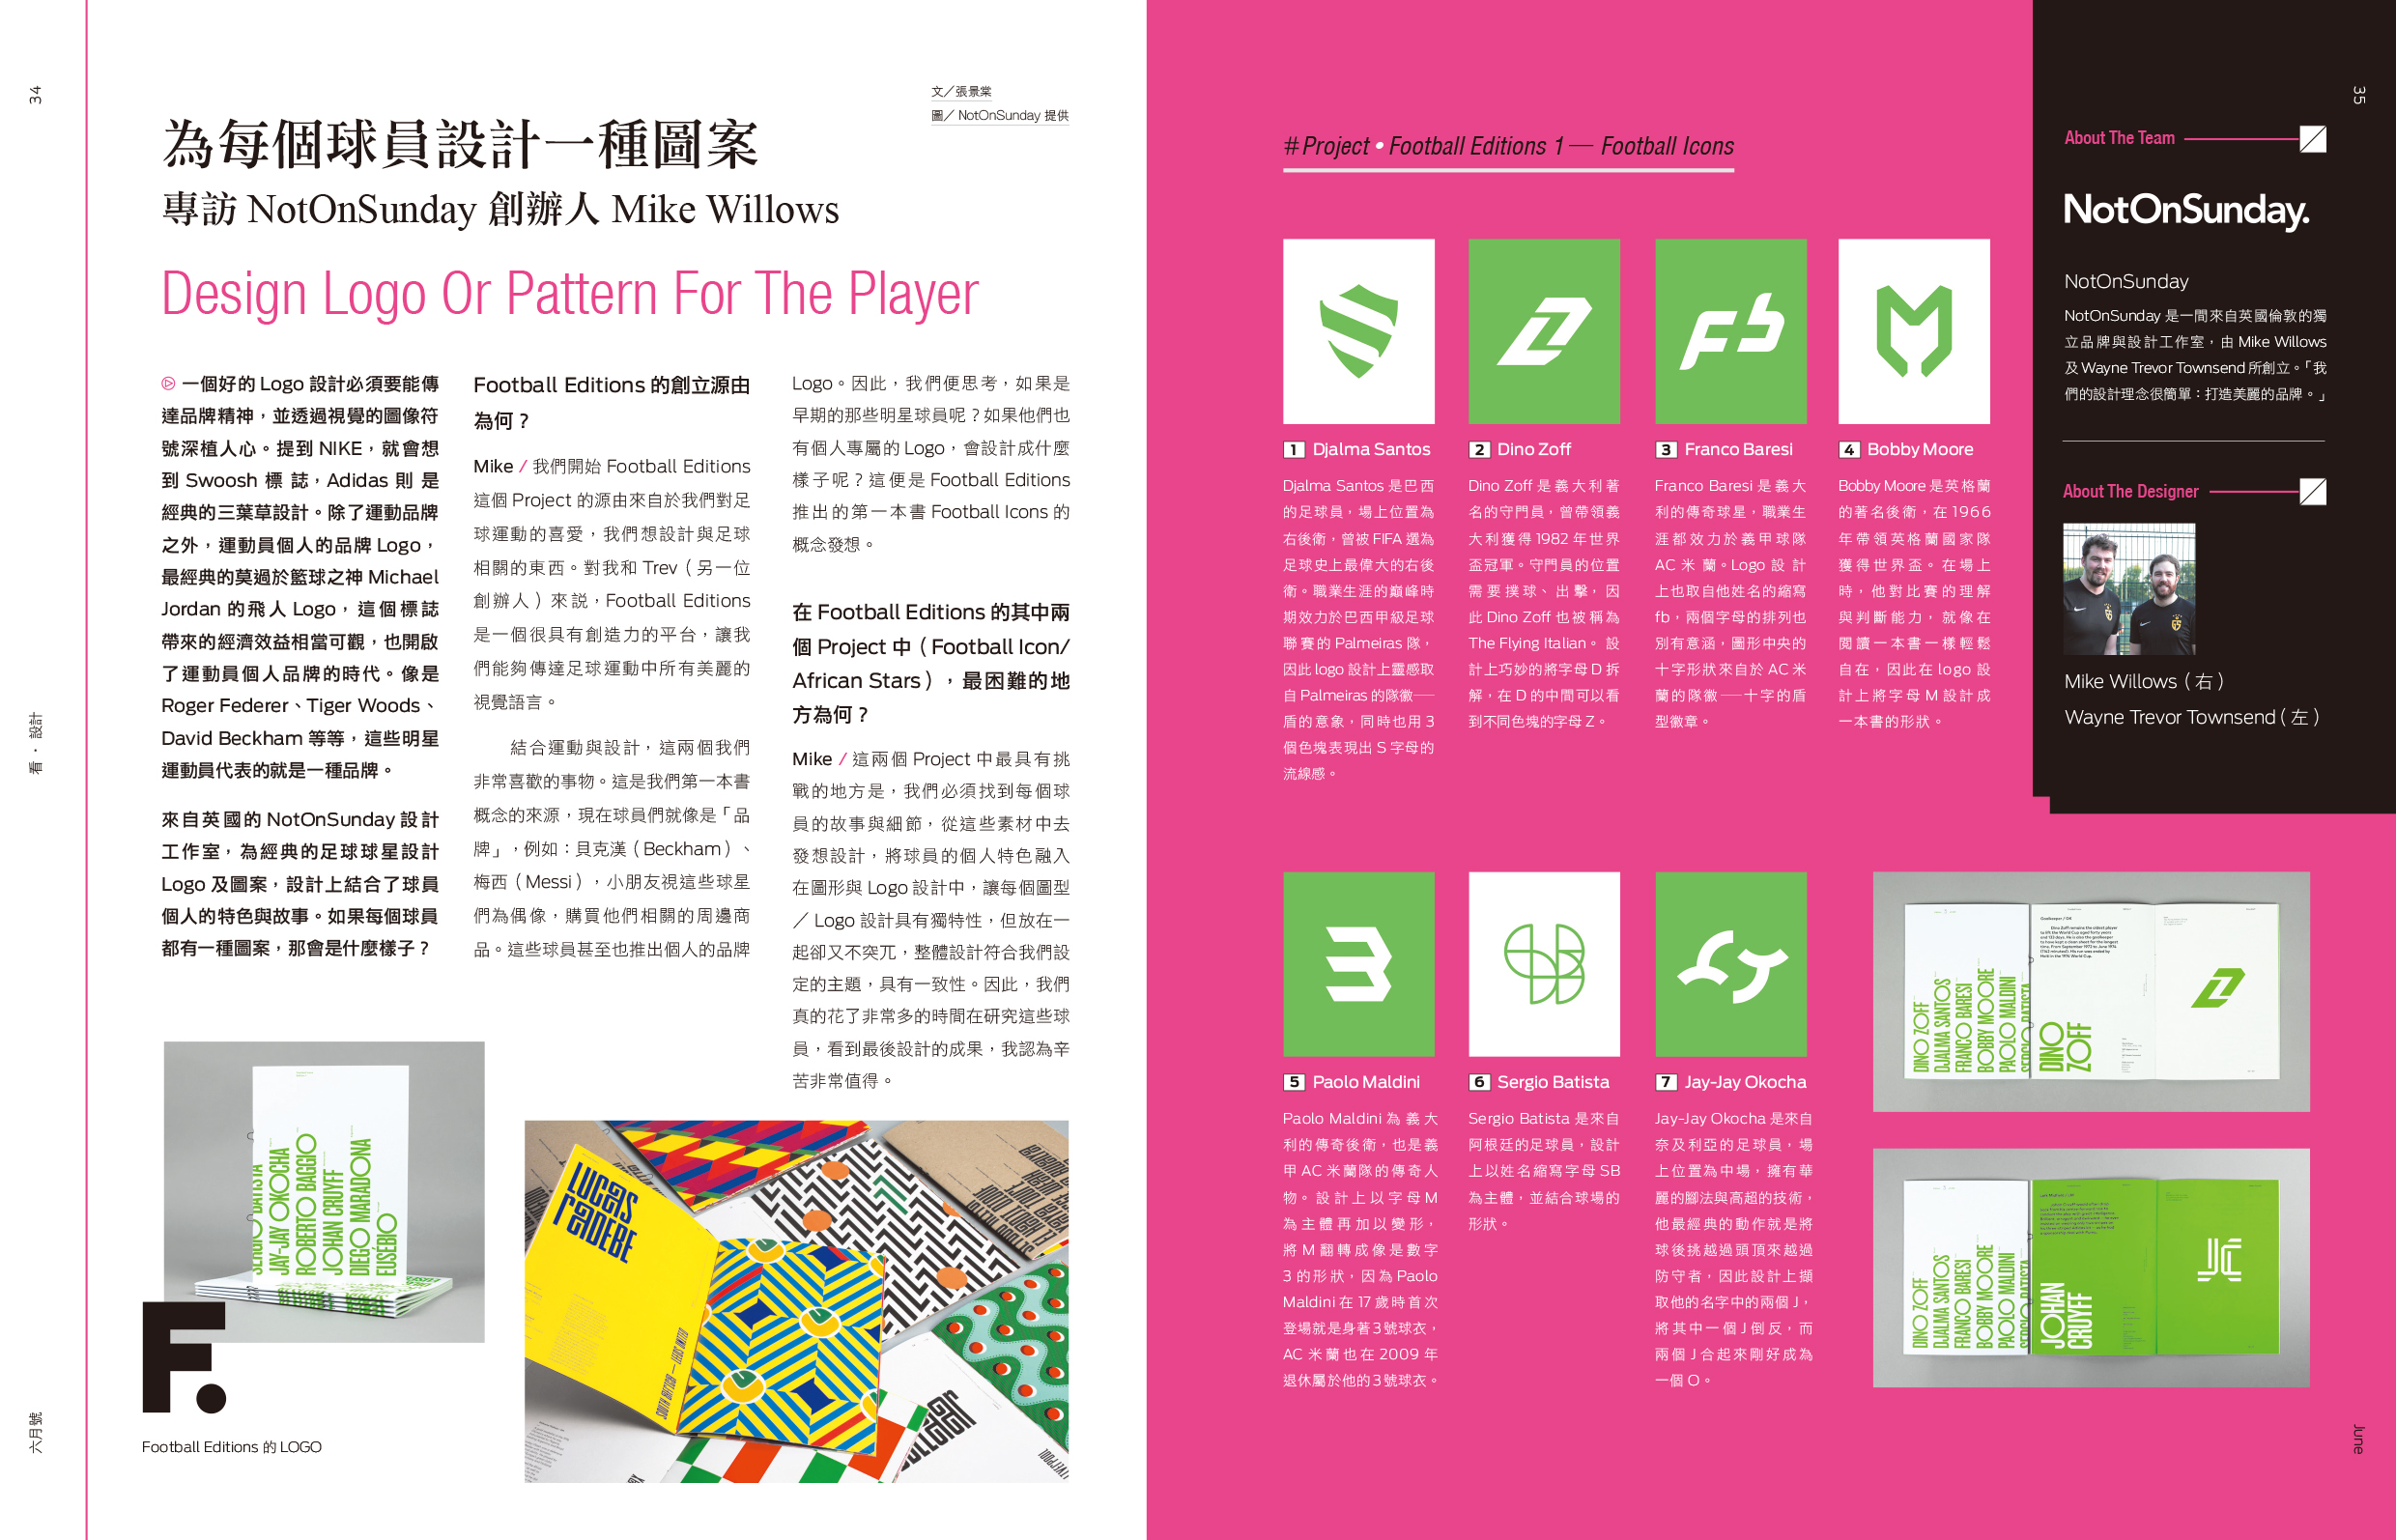 34
看・設計
六月號
文／張景棠
圖／NotOnSunday 提供
為每個球員設計一種圖案
專訪 NotOnSunday 創辦人 Mike Willows
Design Logo Or Pattern For The Player
一個好的 Logo 設計必須要能傳
達品牌精神，並透過視覺的圖像符
號深植人心。提到 NIKE，就會想
到 Swoosh 標誌，Adidas 則是
經典的三葉草設計。除了運動品牌
之外，運動員個人的品牌 Logo，
最經典的莫過於籃球之神 Michael
Jordan 的飛人 Logo，這個標誌
帶來的經濟效益相當可觀，也開啟
了運動員個人品牌的時代。像是
Roger Federer、Tiger Woods、
David Beckham 等等，這些明星
運動員代表的就是一種品牌。
來自英國的 NotOnSunday 設計
工作室，為經典的足球球星設計
Logo 及圖案，設計上結合了球員
個人的特色與故事。如果每個球員
都有一種圖案，那會是什麼樣子？
Football Editions 的創立源由
為何？
Mike / 我們開始 Football Editions
這個 Project 的源由來自於我們對足
球運動的喜愛，我們想設計與足球
相關的東西。對我和 Trev（另一位
創辦人）來說，Football Editions
是一個很具有創造力的平台，讓我
們能夠傳達足球運動中所有美麗的
視覺語言。
結合運動與設計，這兩個我們
非常喜歡的事物。這是我們第一本書
概念的來源，現在球員們就像是「品
牌」，例如：貝克漢（Beckham）、
梅西（Messi），小朋友視這些球星
們為偶像，購買他們相關的周邊商
品。這些球員甚至也推出個人的品牌
Logo。因此，我們便思考，如果是
早期的那些明星球員呢？如果他們也
有個人專屬的 Logo，會設計成什麼
樣子呢？這便是 Football Editions
推出的第一本書 Football Icons 的
概念發想。
在 Football Editions 的其中兩
個 Project 中（Football Icon/
African Stars），最困難的地
方為何？
Mike / 這兩個 Project 中最具有挑
戰的地方是，我們必須找到每個球
員的故事與細節，從這些素材中去
發想設計，將球員的個人特色融入
在圖形與 Logo 設計中，讓每個圖型
／ Logo 設計具有獨特性，但放在一
起卻又不突兀，整體設計符合我們設
定的主題，具有一致性。因此，我們
真的花了非常多的時間在研究這些球
員，看到最後設計的成果，我認為辛
苦非常值得。
JAY-JAY OKOCHA
ROBERTO BAGGIO
JOHAN CRUYFF
DIEGO MARADONA
EUSÉBIO
F.
Football Editions 的 LOGO
LUCAS
RADEBE
#Project • Football Editions 1 — Football Icons
1 Djalma Santos
Djalma Santos 是巴西
的足球員，場上位置為
右後衛，曾被 FIFA 選為
足球史上最偉大的右後
衛。職業生涯的巔峰時
期效力於巴西甲級足球
聯賽的 Palmeiras 隊，
因此 logo 設計上靈感取
自 Palmeiras 的隊徽——
盾的意象，同時也用 3
個色塊表現出 S 字母的
流線感。
2 Dino Zoff
Dino Zoff 是義大利著
名的守門員，曾帶領義
大利獲得 1982 年世界
盃冠軍。守門員的位置
需要撲球、出擊，因
此 Dino Zoff 也被稱為
The Flying Italian。設
計上巧妙的將字母 D 拆
解，在 D 的中間可以看
到不同色塊的字母 Z。
3 Franco Baresi
Franco Baresi 是義大
利的傳奇球星，職業生
涯都效力於義甲球隊
AC 米蘭。Logo 設計
上也取自他姓名的縮寫
fb，兩個字母的排列也
別有意涵，圖形中央的
十字形狀來自於 AC 米
蘭的隊徽——十字的盾
型徽章。
4 Bobby Moore
Bobby Moore 是英格蘭
的著名後衛，在 1966
年帶領英格蘭國家隊
獲得世界盃。在場上
時，他對比賽的理解
與判斷能力，就像在
閱讀一本書一樣輕鬆
自在，因此在 logo 設
計上將字母 M 設計成
一本書的形狀。
5 Paolo Maldini
Paolo Maldini 為義大
利的傳奇後衛，也是義
甲 AC 米蘭隊的傳奇人
物。設計上以字母 M
為主體再加以變形，
將 M 翻轉成像是數字
3 的形狀，因為 Paolo
Maldini 在 17 歲時首次
登場就是身著3號球衣，
AC 米蘭也在 2009 年
退休屬於他的3號球衣。
6 Sergio Batista
Sergio Batista 是來自
阿根廷的足球員，設計
上以姓名縮寫字母 SB
為主體，並結合球場的
形狀。
7 Jay-Jay Okocha
Jay-Jay Okocha 是來自
奈及利亞的足球員，場
上位置為中場，擁有華
麗的腳法與高超的技術，
他最經典的動作就是將
球後挑越過頭頂來越過
防守者，因此設計上擷
取他的名字中的兩個 J，
將其中一個 J 倒反，而
兩個 J 合起來剛好成為
一個 O。
DINO ZOFF
DJALMA SANTOS
FRANCO BARESI
BOBBY MOORE
PAOLO MALDINI
DINO
ZOFF
DINO ZOFF
DJALMA SANTOS
FRANCO BARESI
BOBBY MOORE
PAOLO MALDINI
JOHAN
CRUYFF
About The Team
NotOnSunday.
NotOnSunday
NotOnSunday 是一間來自英國倫敦的獨
立品牌與設計工作室，由 Mike Willows
及 Wayne Trevor Townsend 所創立。「我
們的設計理念很簡單：打造美麗的品牌。」
About The Designer
Mike Willows（右）
Wayne Trevor Townsend（左）
35
June